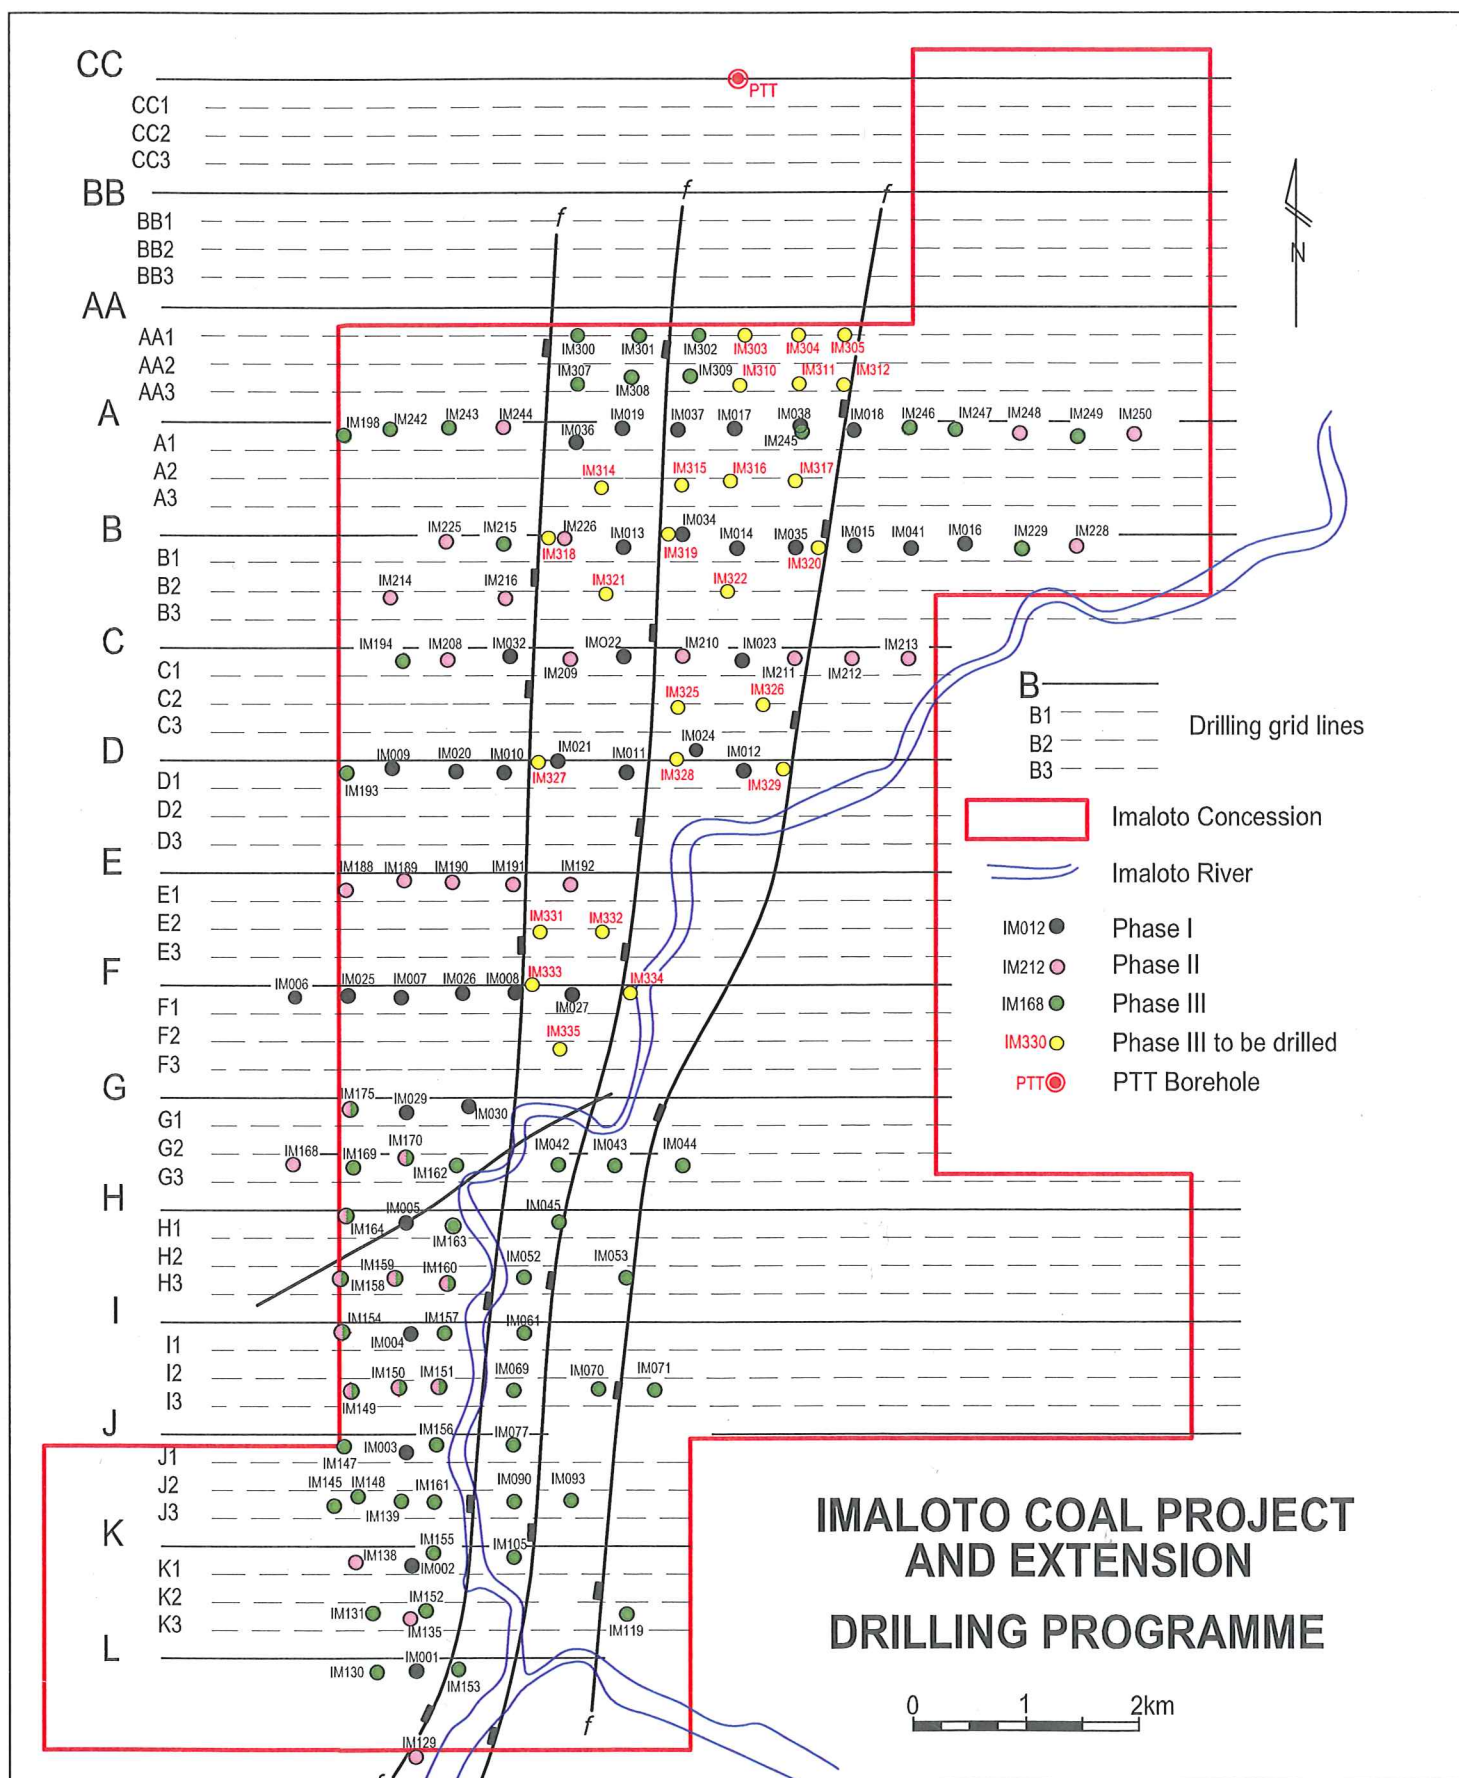 CC
PTT
CC1
CC2
CC3
BB
f
f
f
BB1
BB2
BB3
N
AA
AA1
IM300
IM301
IM302
IM303
IM304
IM305
AA2
IM307
IM308
IM309
IM310
IM311
IM312
AA3
A
IM198
IM242
IM243
IM244
IM019
IM037
IM017
IM038
IM018
IM246
IM247
IM248
IM249
IM250
IM036
IM245
A1
A2
IM314
IM315
IM316
IM317
A3
B
IM225
IM215
IM226
IM013
IM034
IM014
IM035
IM015
IM041
IM016
IM229
IM228
IM318
IM319
IM320
B1
B2
IM214
IM216
IM321
IM322
B3
C
IM194
IM208
IM032
IMO22
IM210
IM023
IM213
IM209
IM211
IM212
C1
C2
IM325
IM326
C3
D
IM009
IM020
IM010
IM021
IM011
IM024
IM012
IM193
IM327
IM328
IM329
D1
D2
D3
E
IM188
IM189
IM190
IM191
IM192
E1
E2
IM331
IM332
E3
F
IM006
IM025
IM007
IM026
IM008
IM333
IM027
IM334
F1
F2
IM335
F3
G
IM175
IM029
IM030
G1
G2
IM168
IM169
IM170
IM162
IM042
IM043
IM044
G3
H
IM164
IM005
IM163
IM045
H1
H2
IM159
IM160
IM052
IM053
H3
IM158
I
IM154
IM157
IM061
IM004
I1
I2
IM150
IM151
IM069
IM070
IM071
I3
IM149
J
IM156
IM077
IM003
J1
IM147
J2
IM145
IM148
IM161
IM090
IM093
J3
IM139
K
IM155
IM105
IM138
IM002
K1
K2
IM131
IM152
K3
IM135
IM119
L
IM001
IM130
IM153
f
IM129
f
B
B1
B2
B3
Drilling grid lines
Imaloto Concession
Imaloto River
IM012 Phase I
IM212 Phase II
IM168 Phase III
IM330 Phase III to be drilled
PTT PTT Borehole
IMALOTO COAL PROJECT
AND EXTENSION
DRILLING PROGRAMME
0 1 2km